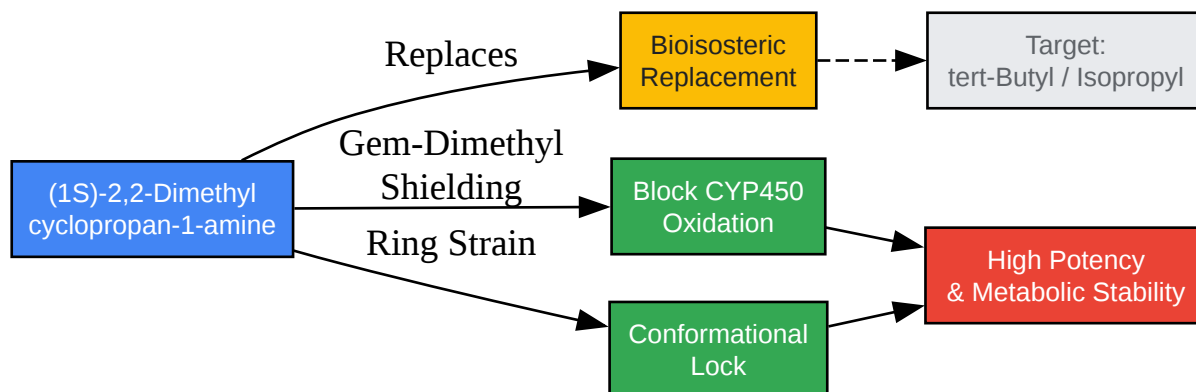 Replaces
Bioisosteric
Replacement
Target:
tert-Butyl / Isopropyl
Gem-Dimethyl
Shielding
(1S)-2,2-Dimethyl
cyclopropan-1-amine
Block CYP450
Oxidation
Ring Strain
High Potency
& Metabolic Stability
Conformational
Lock